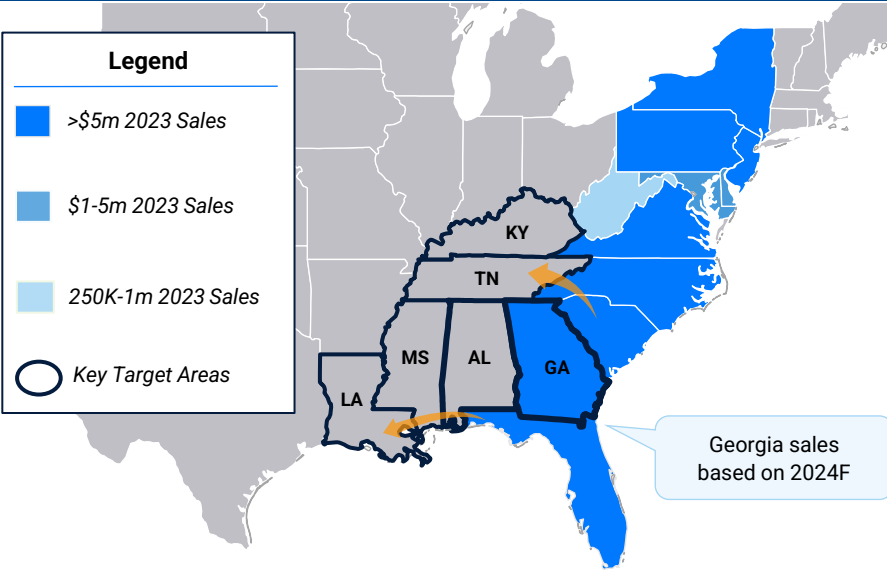 Legend
>$5m 2023 Sales
$1-5m 2023 Sales
250K-1m 2023 Sales
Key Target Areas
KY
TN
MS
AL
GA
LA
Georgia sales
based on 2024F